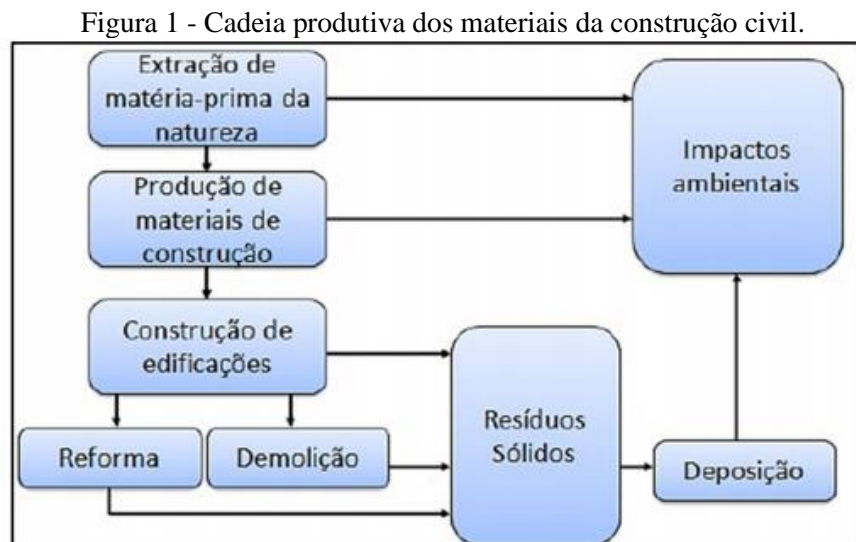 Figura 1 - Cadeia produtiva dos materiais da construção civil.
Extração de
matéria-prima da
natureza
Impactos
ambientais
Produção de
materiais de
construção
Construção de
edificações
Resíduos
Sólidos
Reforma
Demolição
Deposição